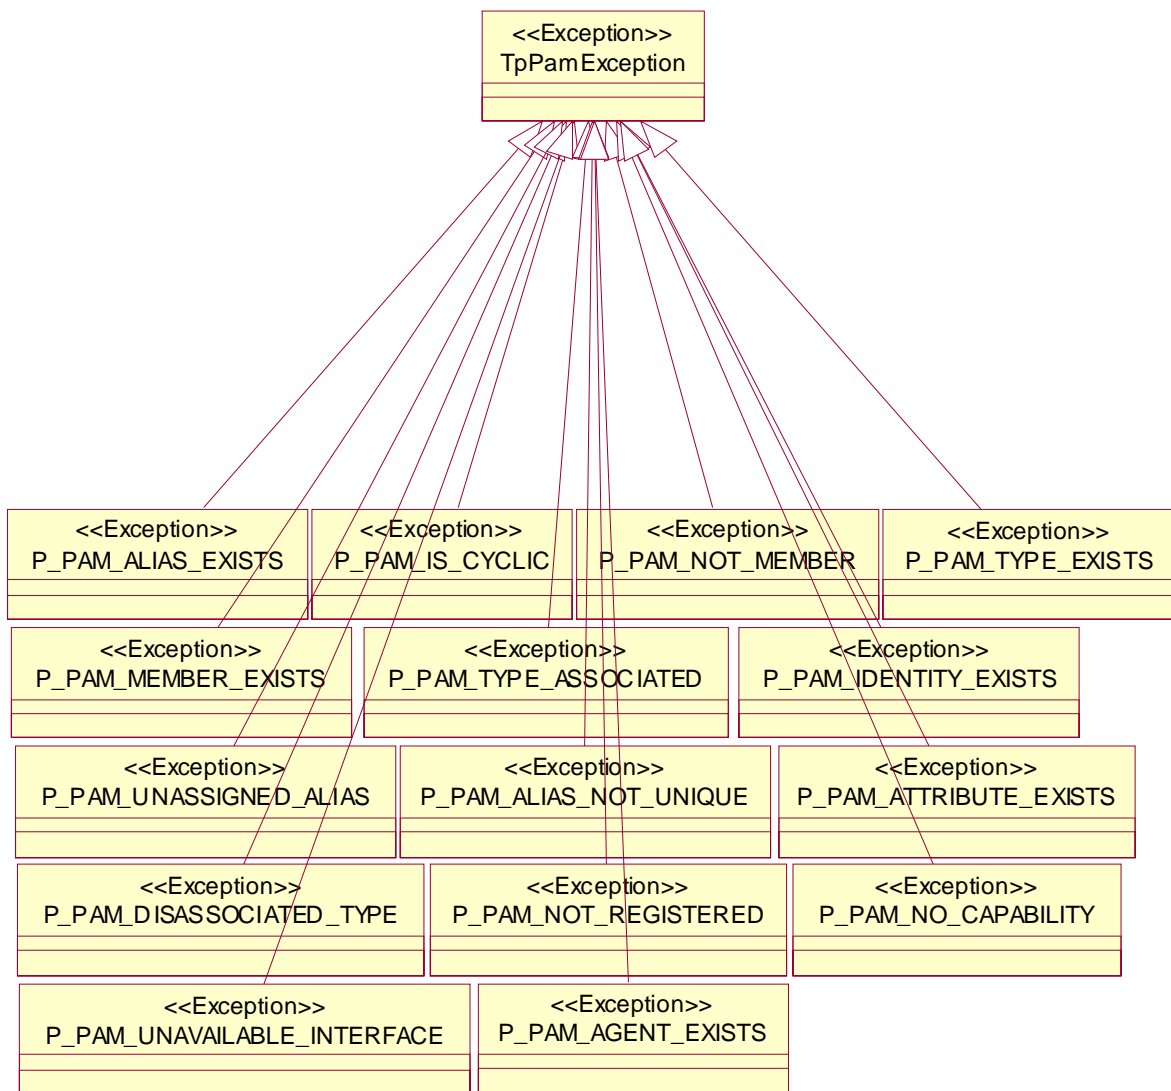 <<Exception>>
TpPamException
<<Exception>>
P_PAM_ALIAS_EXISTS
<<Exception>>
P_PAM_IS_CYCLIC
<<Exception>>
P_PAM_NOT_MEMBER
<<Exception>>
P_PAM_TYPE_EXISTS
<<Exception>>
P_PAM_MEMBER_EXISTS
<<Exception>>
P_PAM_TYPE_ASSOCIATED
<<Exception>>
P_PAM_IDENTITY_EXISTS
<<Exception>>
P_PAM_UNASSIGNED_ALIAS
<<Exception>>
P_PAM_ALIAS_NOT_UNIQUE
<<Exception>>
P_PAM_ATTRIBUTE_EXISTS
<<Exception>>
P_PAM_DISASSOCIATED_TYPE
<<Exception>>
P_PAM_NOT_REGISTERED
<<Exception>>
P_PAM_NO_CAPABILITY
<<Exception>>
P_PAM_UNAVAILABLE_INTERFACE
<<Exception>>
P_PAM_AGENT_EXISTS